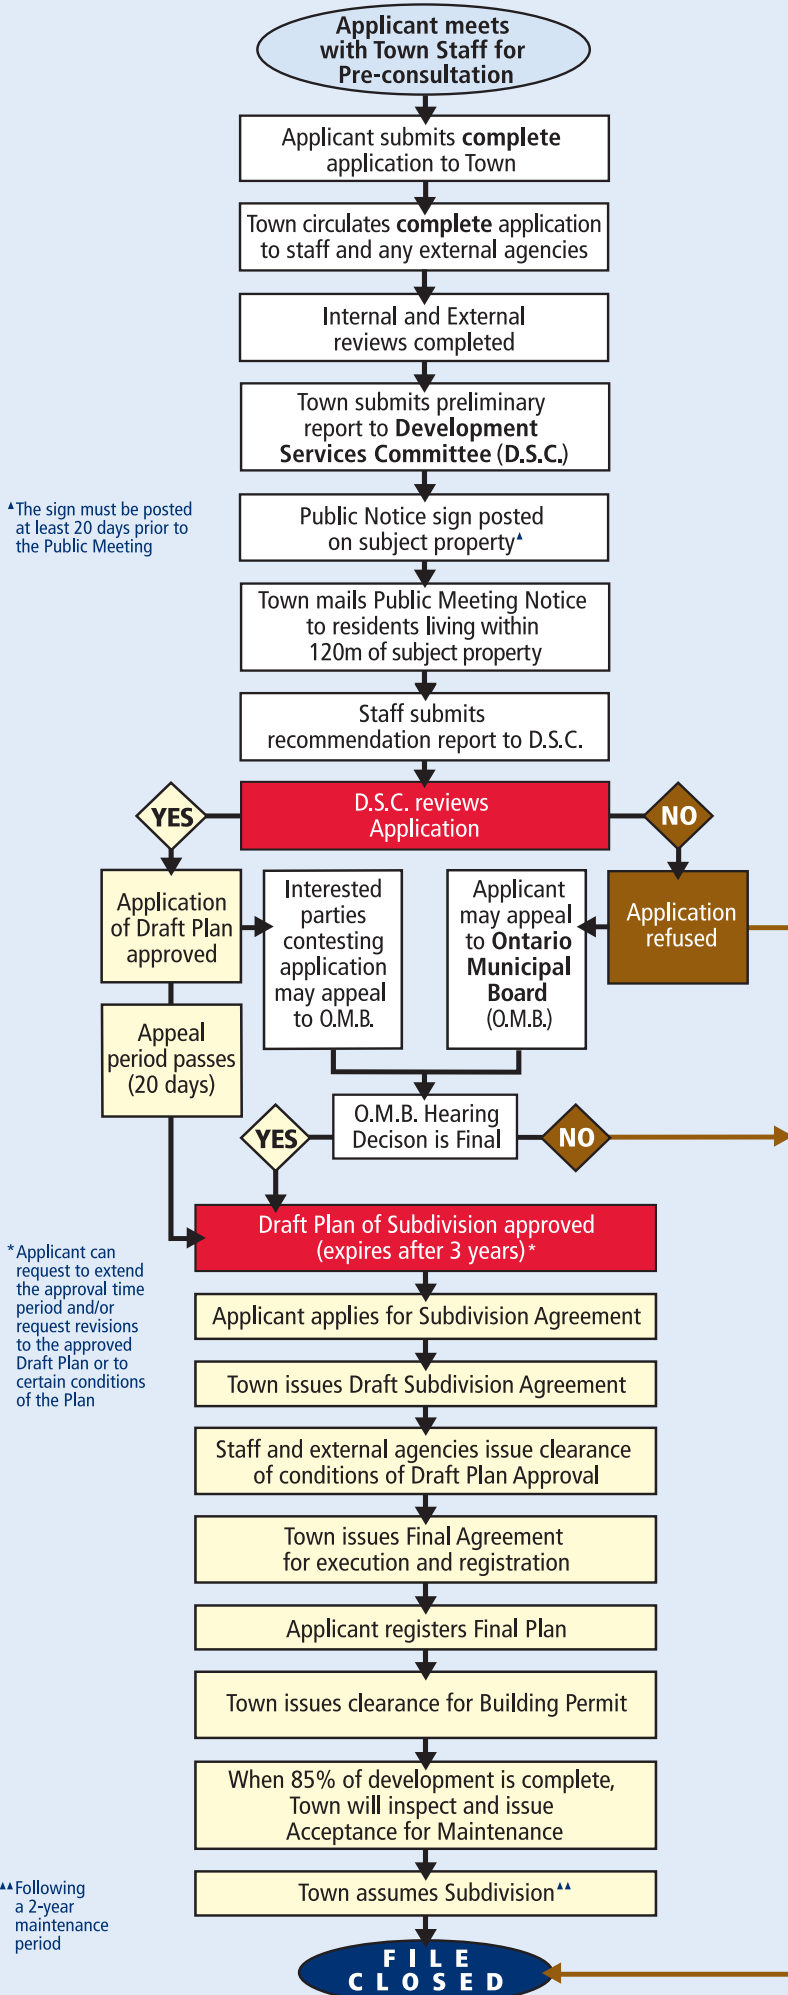 Applicant meets
with Town Staff for
Pre-consultation
Applicant submits complete
application to Town
Town circulates complete application
to staff and any external agencies
Internal and External
reviews completed
Town submits preliminary
report to Development
Services Committee (D.S.C.)
▲The sign must be posted
at least 20 days prior to
the Public Meeting
Public Notice sign posted
on subject property▲
Town mails Public Meeting Notice
to residents living within
120m of subject property
Staff submits
recommendation report to D.S.C.
YES
D.S.C. reviews
Application
NO
Application
of Draft Plan
approved
Interested
parties
contesting
application
may appeal
to O.M.B.
Applicant
may appeal
to Ontario
Municipal
Board
(O.M.B.)
Application
refused
Appeal
period passes
(20 days)
YES
O.M.B. Hearing
Decison is Final
NO
Draft Plan of Subdivision approved
(expires after 3 years)*
*Applicant can
request to extend
the approval time
period and/or
request revisions
to the approved
Draft Plan or to
certain conditions
of the Plan
Applicant applies for Subdivision Agreement
Town issues Draft Subdivision Agreement
Staff and external agencies issue clearance
of conditions of Draft Plan Approval
Town issues Final Agreement
for execution and registration
Applicant registers Final Plan
Town issues clearance for Building Permit
When 85% of development is complete,
Town will inspect and issue
Acceptance for Maintenance
Town assumes Subdivision▲▲
▲▲Following
a 2-year
maintenance
period
FILE
CLOSED